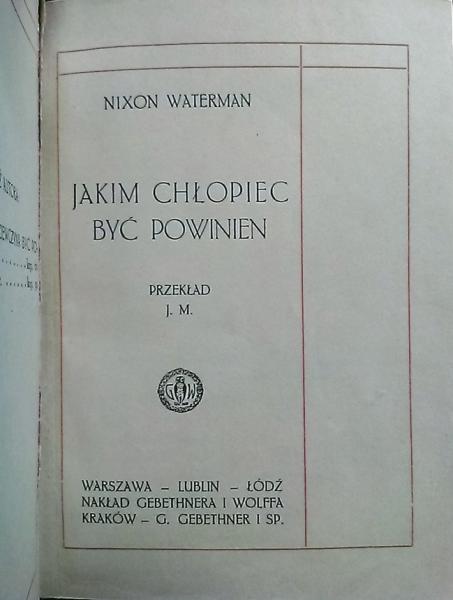 NIXON WATERMAN
JAKIM CHŁOPIEC
BYĆ POWINIEN
PRZEKŁAD
J. M.
G W
WARSZAWA – LUBLIN – ŁÓDŹ
NAKŁAD GEBETHNERA I WOLFFA
KRAKÓW – G. GEBETHNER I SP.